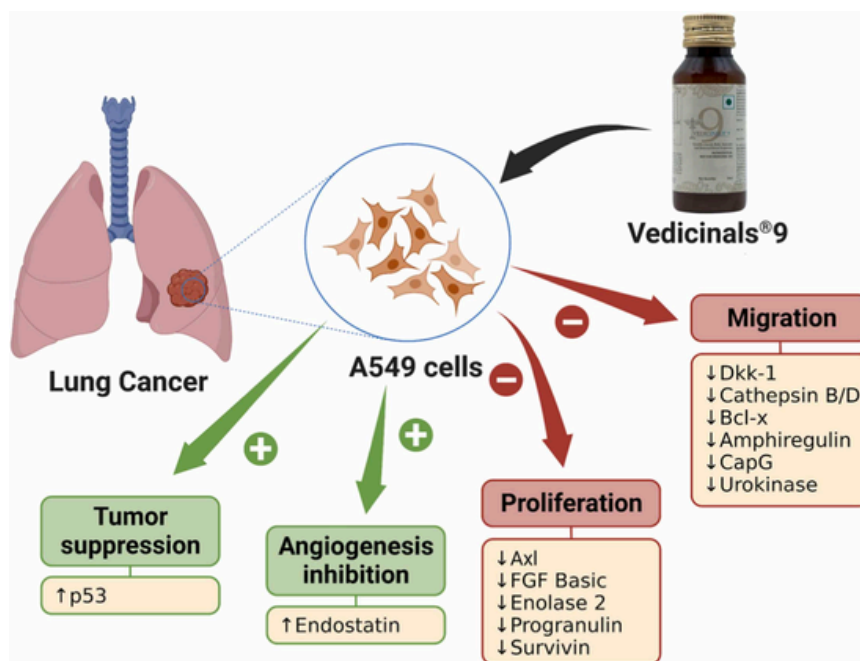 9
Vedicinals®9
Lung Cancer
A549 cells
Migration
↓Dkk-1
↓Cathepsin B/D
↓Bcl-x
↓Amphiregulin
↓CapG
↓Urokinase
Proliferation
↓Axl
↓FGF Basic
↓Enolase 2
↓Progranulin
↓Survivin
Tumor
suppression
↑p53
Angiogenesis
inhibition
↑Endostatin